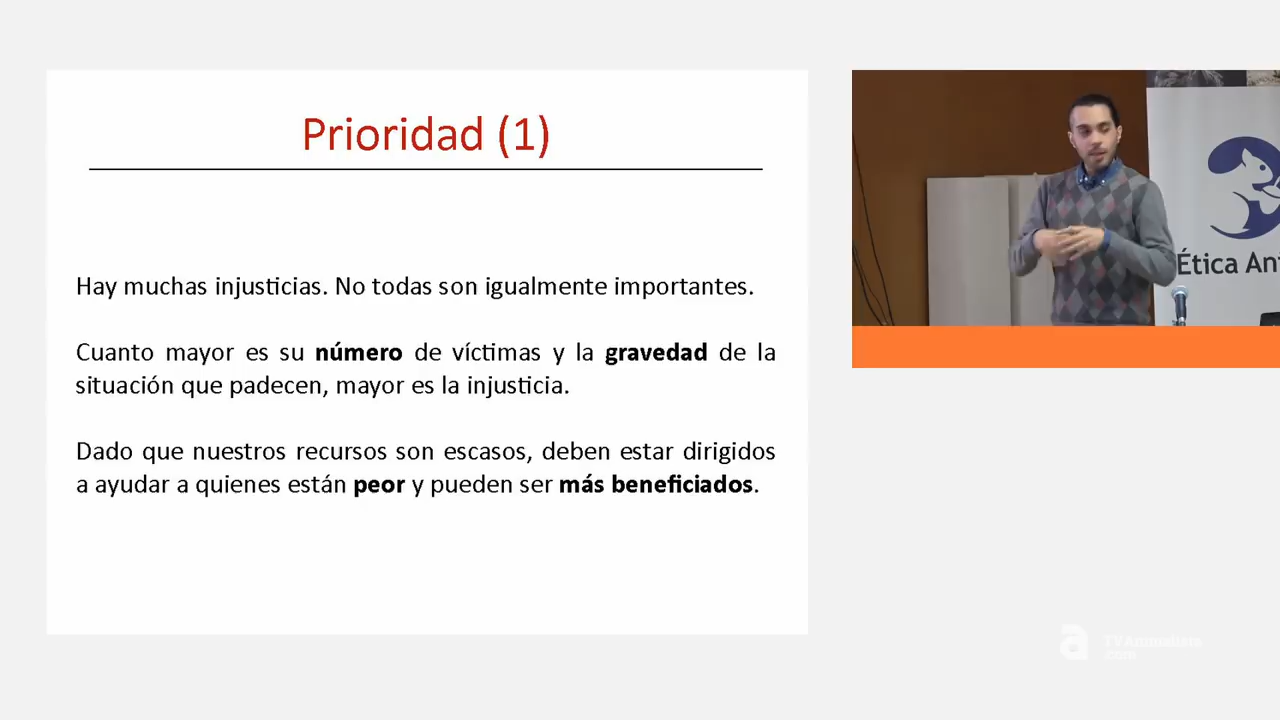 Prioridad (1)
Hay muchas injusticias. No todas son igualmente importantes.
Cuanto mayor es su número de víctimas y la gravedad de la
situación que padecen, mayor es la injusticia.
Dado que nuestros recursos son escasos, deben estar dirigidos
a ayudar a quienes están peor y pueden ser más beneficiados.
Ética An
TVAnimalista
.com